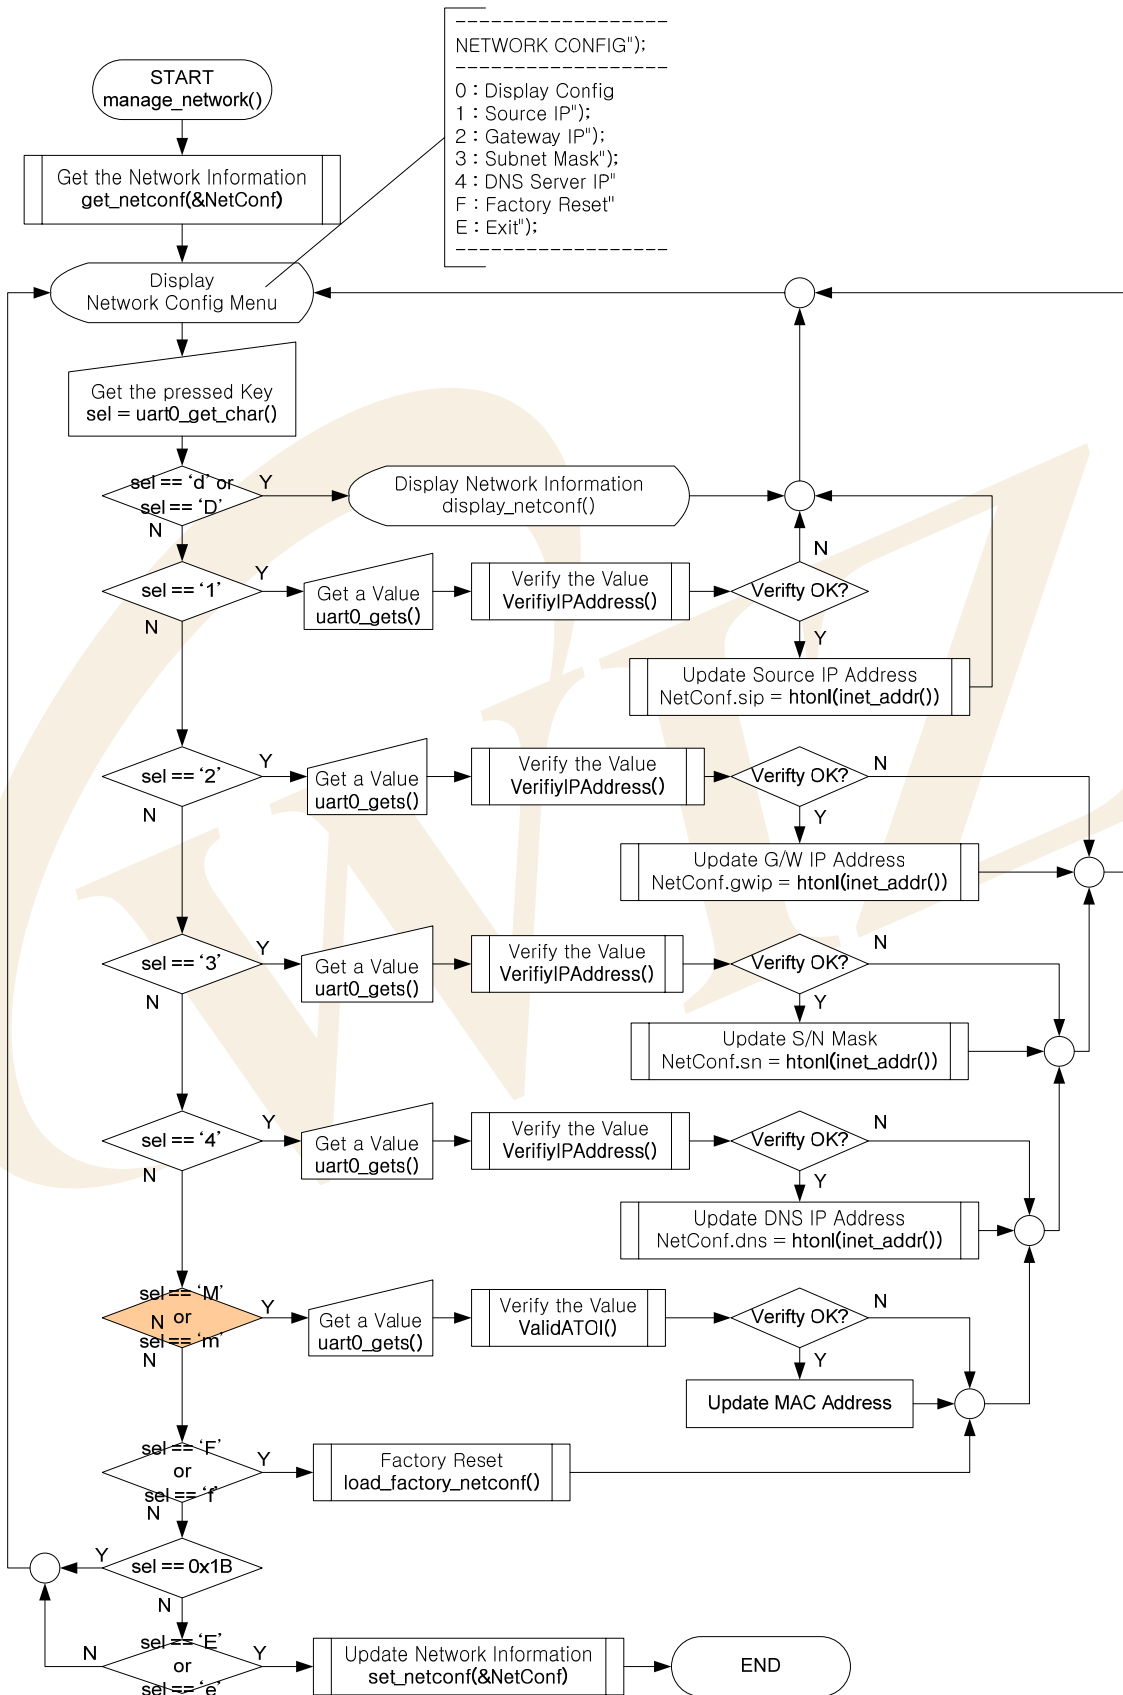 ------------------
NETWORK CONFIG");
------------------
0 : Display Config
1 : Source IP");
2 : Gateway IP");
3 : Subnet Mask");
4 : DNS Server IP"
F : Factory Reset"
E : Exit");
------------------
START
manage_network()
Get the Network Information
get_netconf(&NetConf)
Display
Network Config Menu
Get the pressed Key
sel = uart0_get_char()
sel == ‘d’ or
sel == ‘D’
Y
N
Display Network Information
display_netconf()
sel == ‘1’
Y
N
Get a Value
uart0_gets()
Verify the Value
VerifiyIPAddress()
Verifty OK?
N
Y
Update Source IP Address
NetConf.sip = htonl(inet_addr())
sel == ‘2’
Y
N
Get a Value
uart0_gets()
Verify the Value
VerifiyIPAddress()
Verifty OK?
N
Y
Update G/W IP Address
NetConf.gwip = htonl(inet_addr())
sel == ‘3’
Y
N
Get a Value
uart0_gets()
Verify the Value
VerifiyIPAddress()
Verifty OK?
N
Y
Update S/N Mask
NetConf.sn = htonl(inet_addr())
sel == ‘4’
Y
N
Get a Value
uart0_gets()
Verify the Value
VerifiyIPAddress()
Verifty OK?
N
Y
Update DNS IP Address
NetConf.dns = htonl(inet_addr())
sel == ‘M’
or
N
sel == ‘m’
Y
N
Get a Value
uart0_gets()
Verify the Value
ValidATOI()
Verifty OK?
N
Y
Update MAC Address
sel == ‘F’
or
sel == ‘f’
Y
N
Factory Reset
load_factory_netconf()
sel == 0x1B
Y
N
sel == ‘E’
or
sel == ‘e’
N
Y
Update Network Information
set_netconf(&NetConf)
END
WIZ